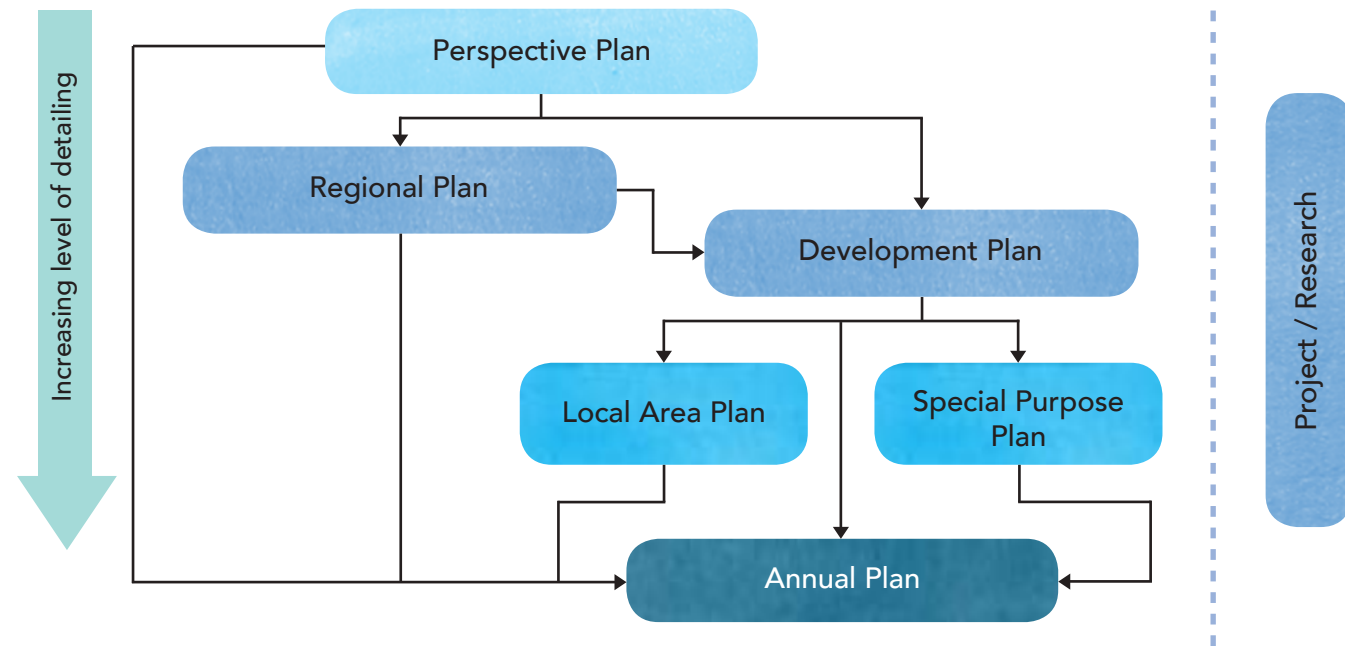 Increasing level of detailing
Perspective Plan
Regional Plan
Development Plan
Local Area Plan
Special Purpose
Plan
Annual Plan
Project / Research